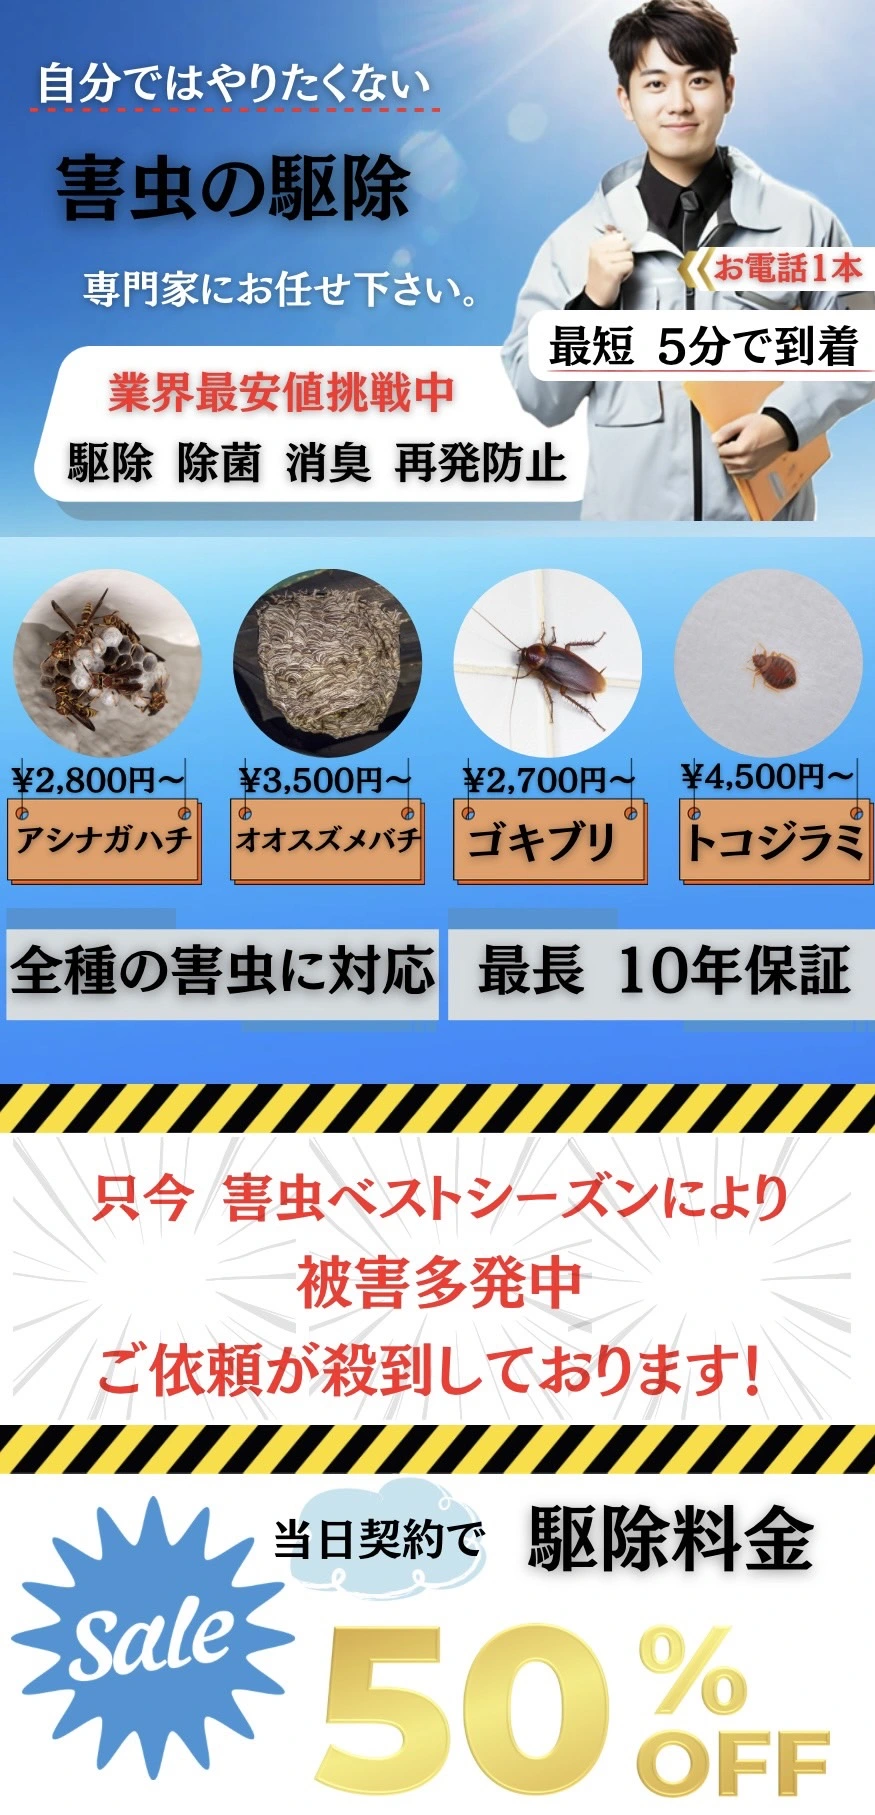 自分ではやりたくない
害虫の駆除
専門家にお任せ下さい。
お電話1本
最短 5分で到着
業界最安値挑戦中
駆除 除菌 消臭 再発防止
¥2,800円～
¥3,500円～
¥2,700円～
¥4,500円～
アシナガハチ
オオスズメバチ
ゴキブリ
トコジラミ
全種の害虫に対応
最長 10年保証
只今 害虫ベストシーズンにより
被害多発中
ご依頼が殺到しております!
当日契約で 駆除料金
Sale
50%
OFF